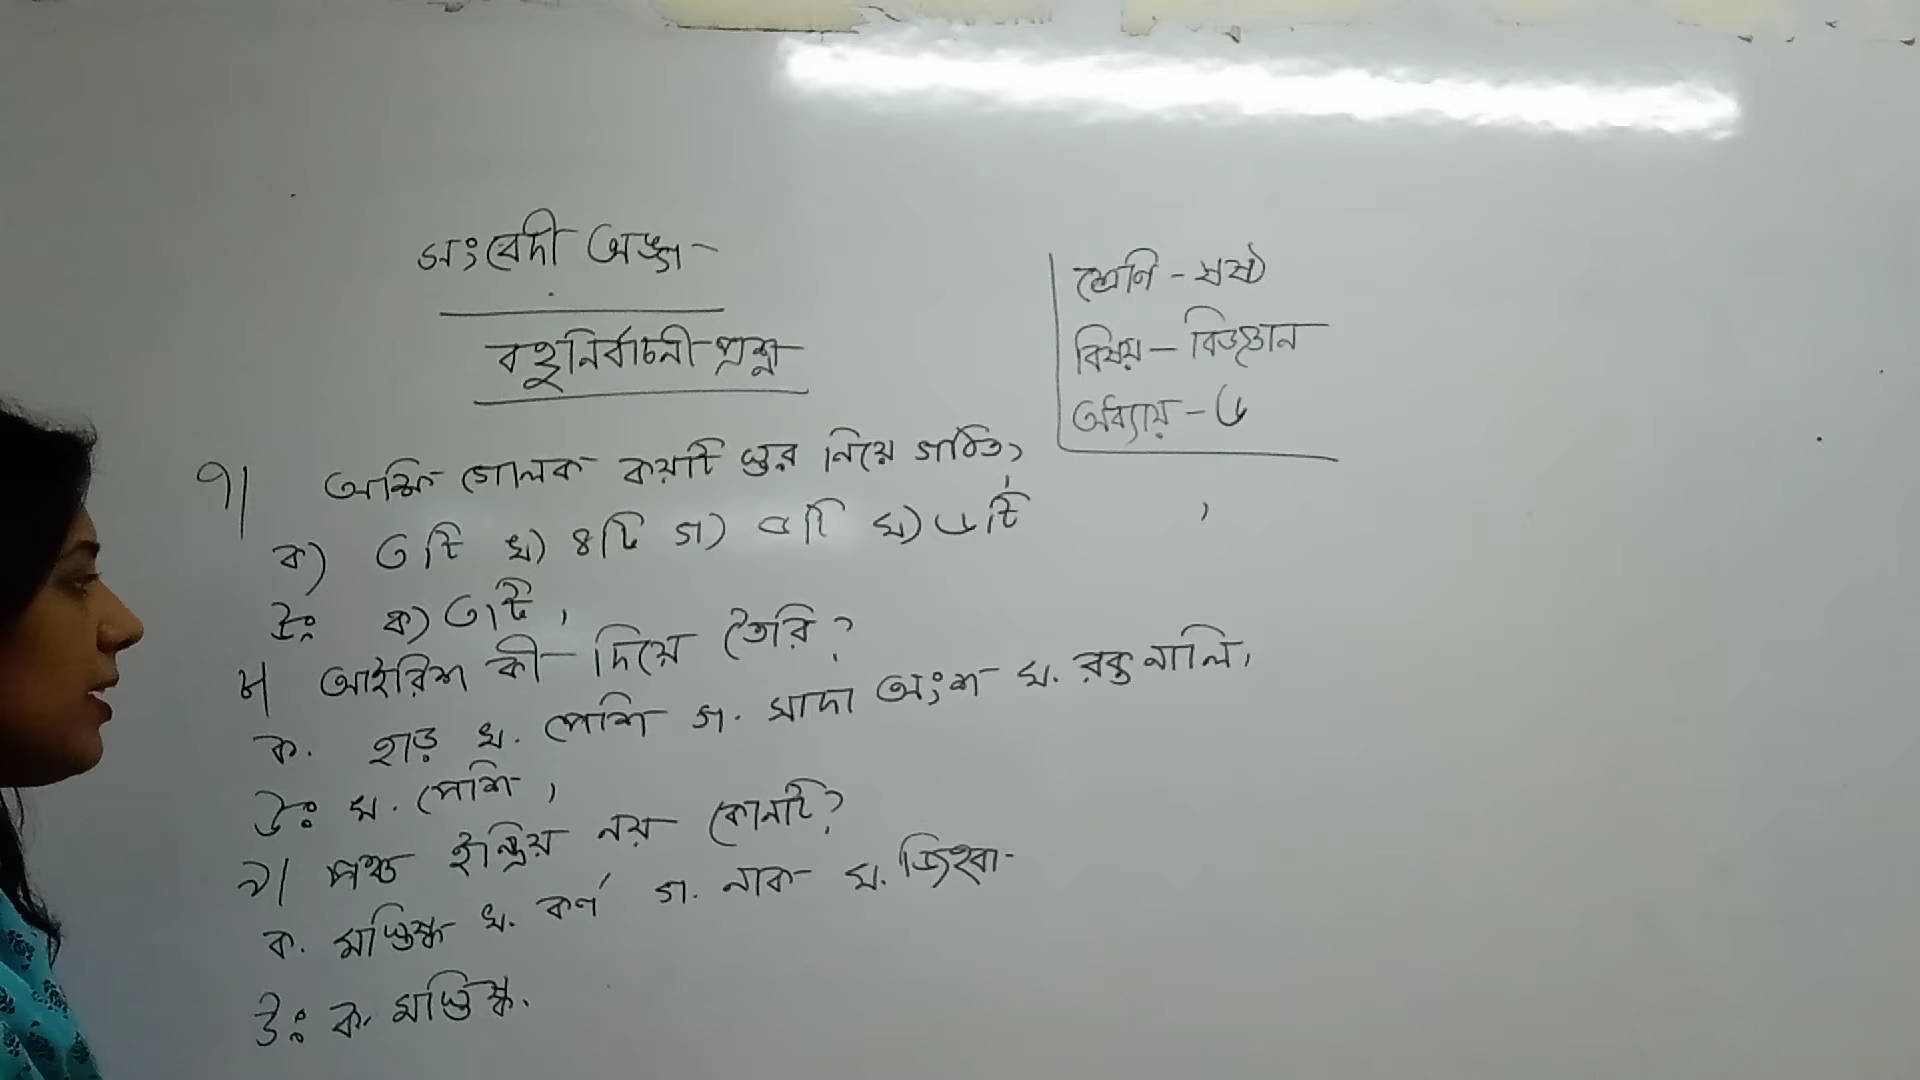 সংবেদী অঙ্গ
বহুনির্বাচনী প্রশ্ন
শ্রেণি - ষষ্ঠ
বিষয় - বিজ্ঞান
অধ্যায় - ৬
৭। অক্ষি গোলক কয়টি স্তর নিয়ে গঠিত,
ক) ৩টি খ) ৪টি গ) ৫টি ঘ) ৬টি
উঃ ক) ৩টি,
৮। আইরিশ কী দিয়ে তৈরি?
ক. হাড় খ. পেশি গ. সাদা অংশ ঘ. রক্ত নালি,
উঃ খ. পেশি,
৯। পঞ্চ ইন্দ্রিয় নয় কোনটি?
ক. মস্তিষ্ক খ. কর্ণ গ. নাক ঘ. জিহবা
উঃ ক. মস্তিষ্ক.